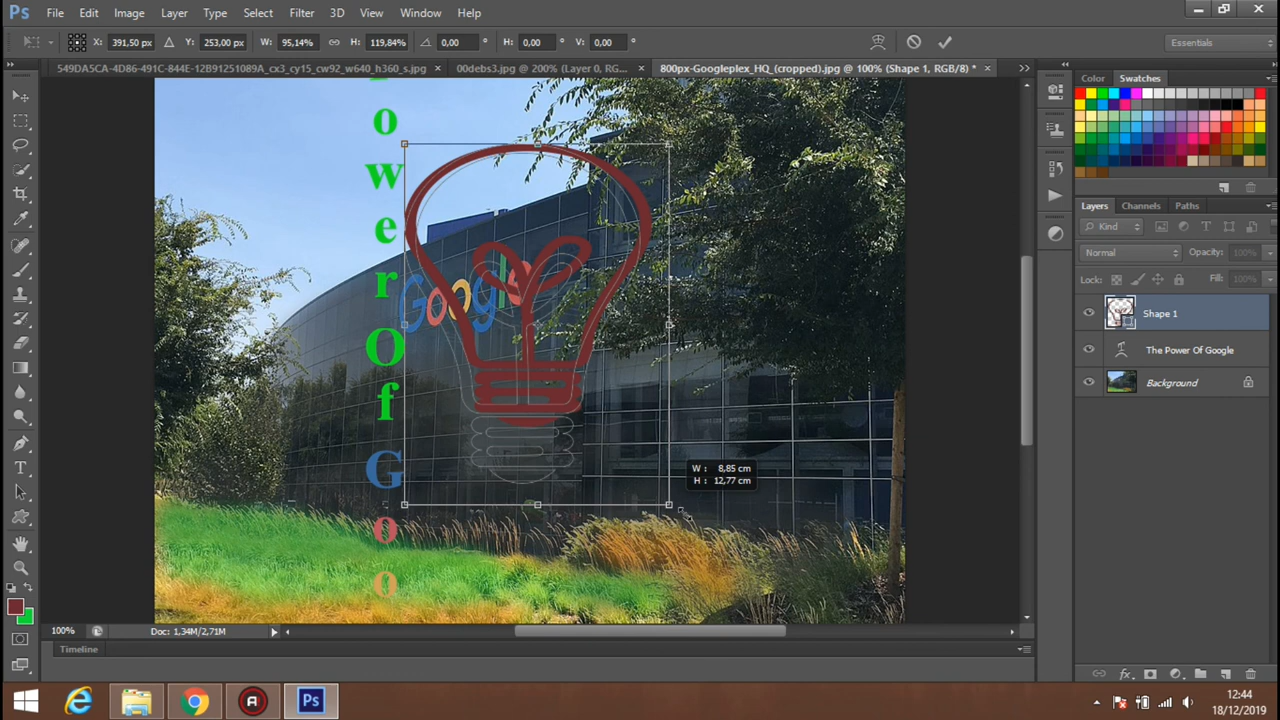 Ps File Edit Image Layer Type Select Filter 3D View Window Help
X: 391,50 px Y: 253,00 px W: 95,14% H: 119,84% 0,00 ° H: 0,00 ° V: 0,00 ° Essentials
549DA5CA-4D86-491C-844E-12B91251089A_cx3_cy15_cw92_w640_h360_s.jpg × 00debs3.jpg @ 200% (Layer 0, RG... × 800px-Googleplex_HQ_(cropped).jpg @ 100% (Shape 1, RGB/8) * ×
Color Swatches
o
w
e
r
O
f
G
o
o
Google
W : 8,85 cm
H : 12,77 cm
Layers Channels Paths
Kind
Normal Opacity: 100%
Lock: Fill: 100%
Shape 1
The Power Of Google
Background
100% Doc: 1,34M/2,71M
Timeline
fx
Ps
12:44
18/12/2019